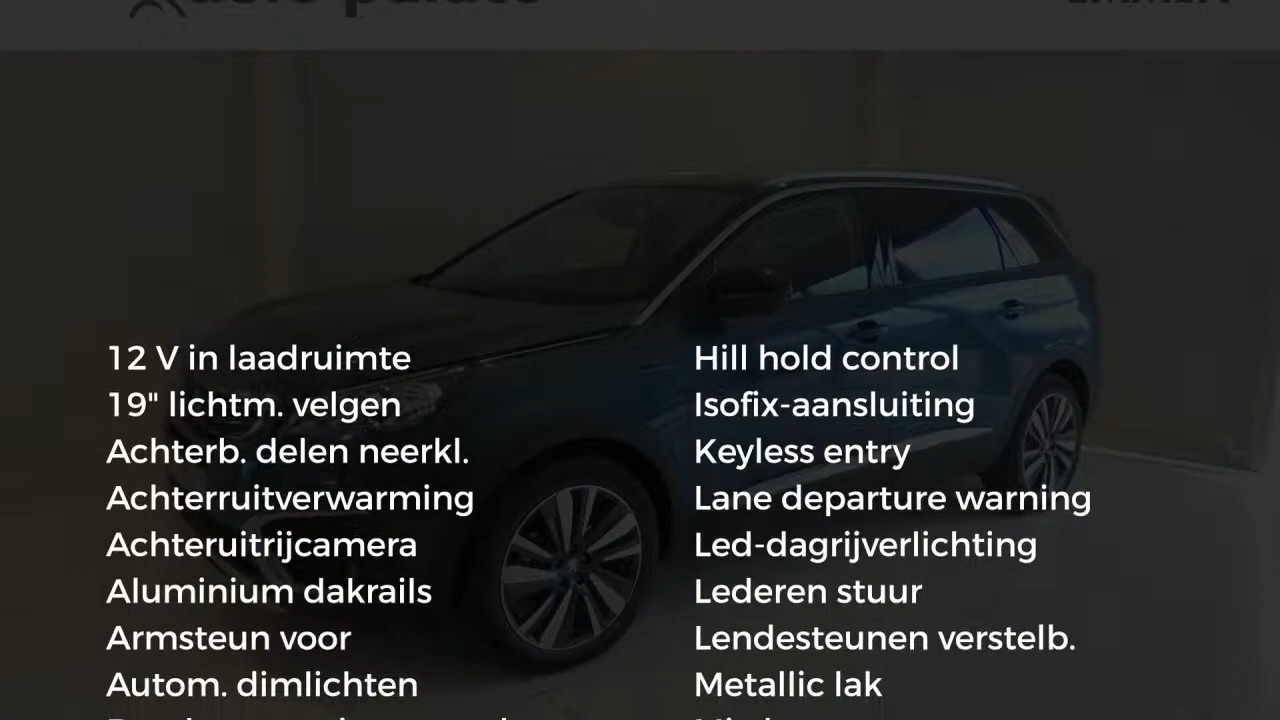 12 V in laadruimte
19" lichtm. velgen
Achterb. delen neerkl.
Achterruitverwarming
Achteruitrijcamera
Aluminium dakrails
Armsteun voor
Autom. dimlichten
Hill hold control
Isofix-aansluiting
Keyless entry
Lane departure warning
Led-dagrijverlichting
Lederen stuur
Lendesteunen verstelb.
Metallic lak